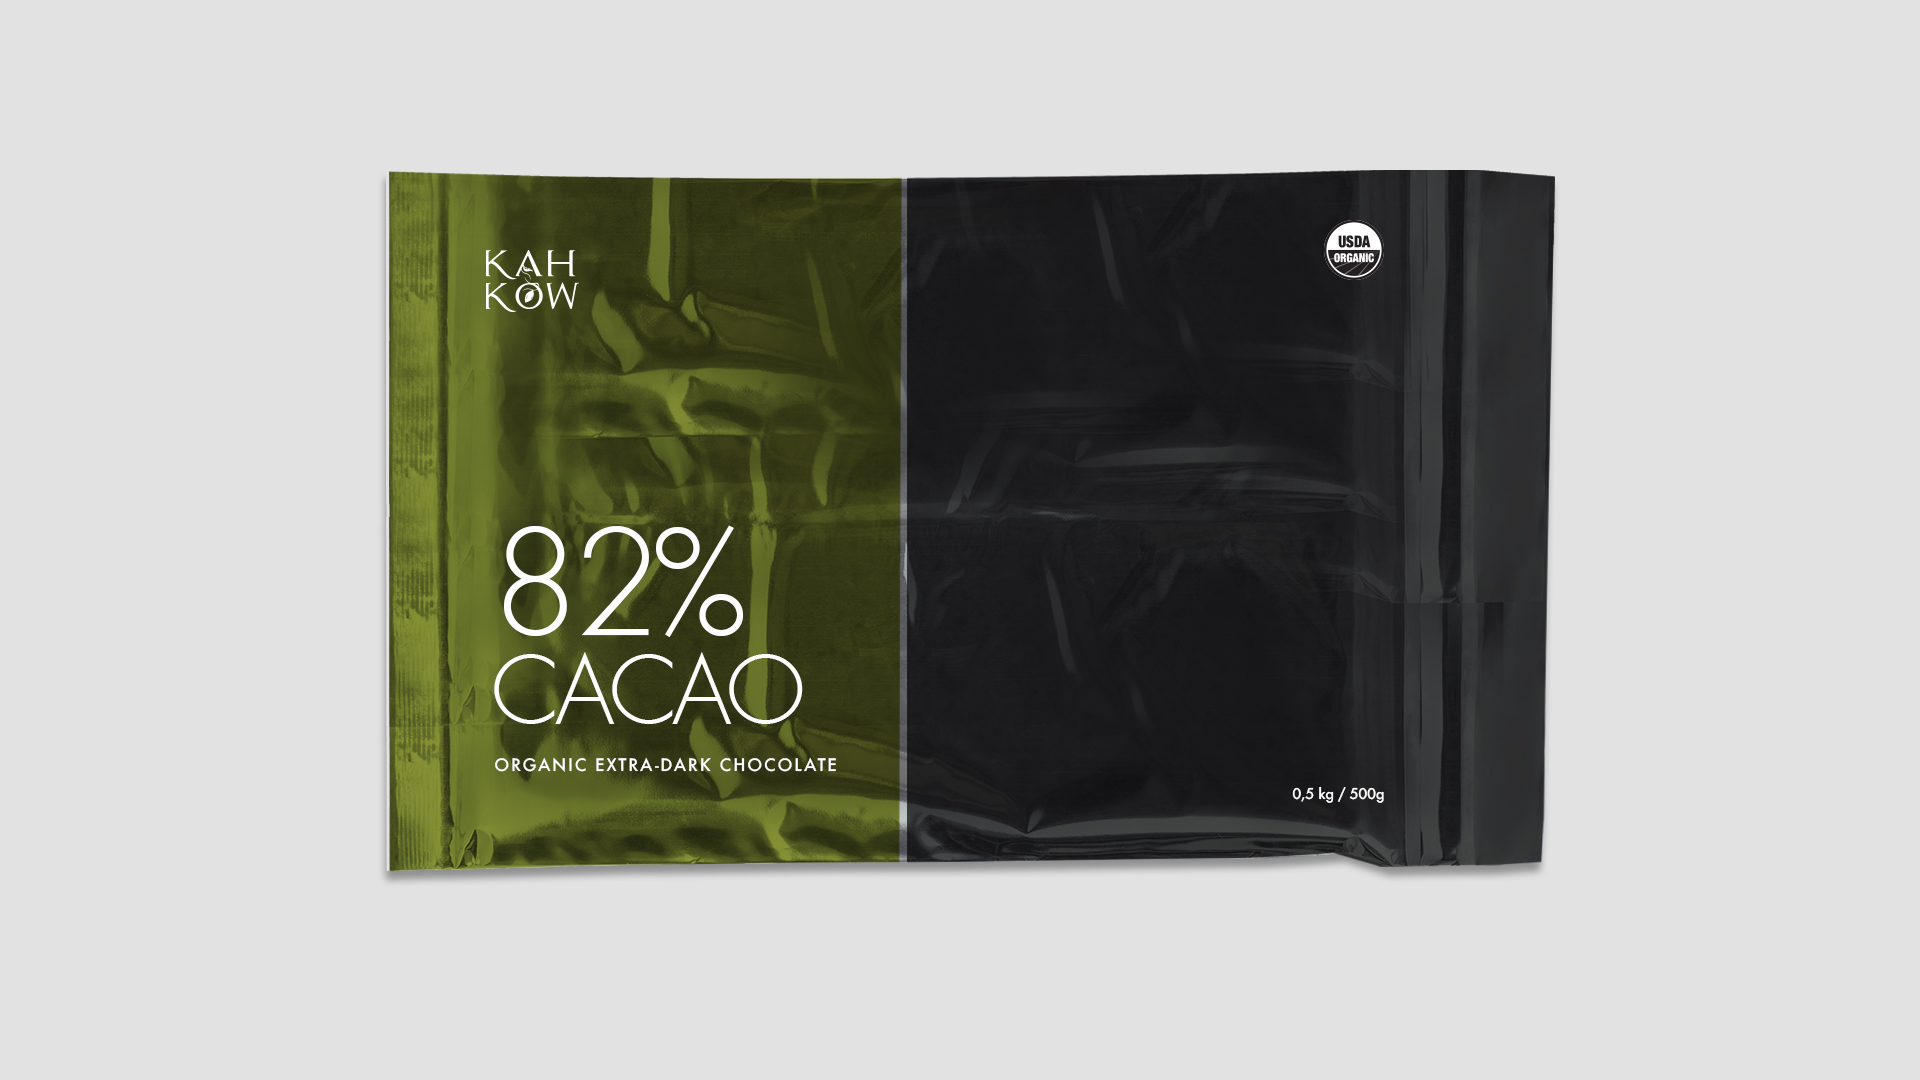 KAH
KOW
USDA
ORGANIC
82%
CACAO
ORGANIC EXTRA-DARK CHOCOLATE
0,5 kg / 500g